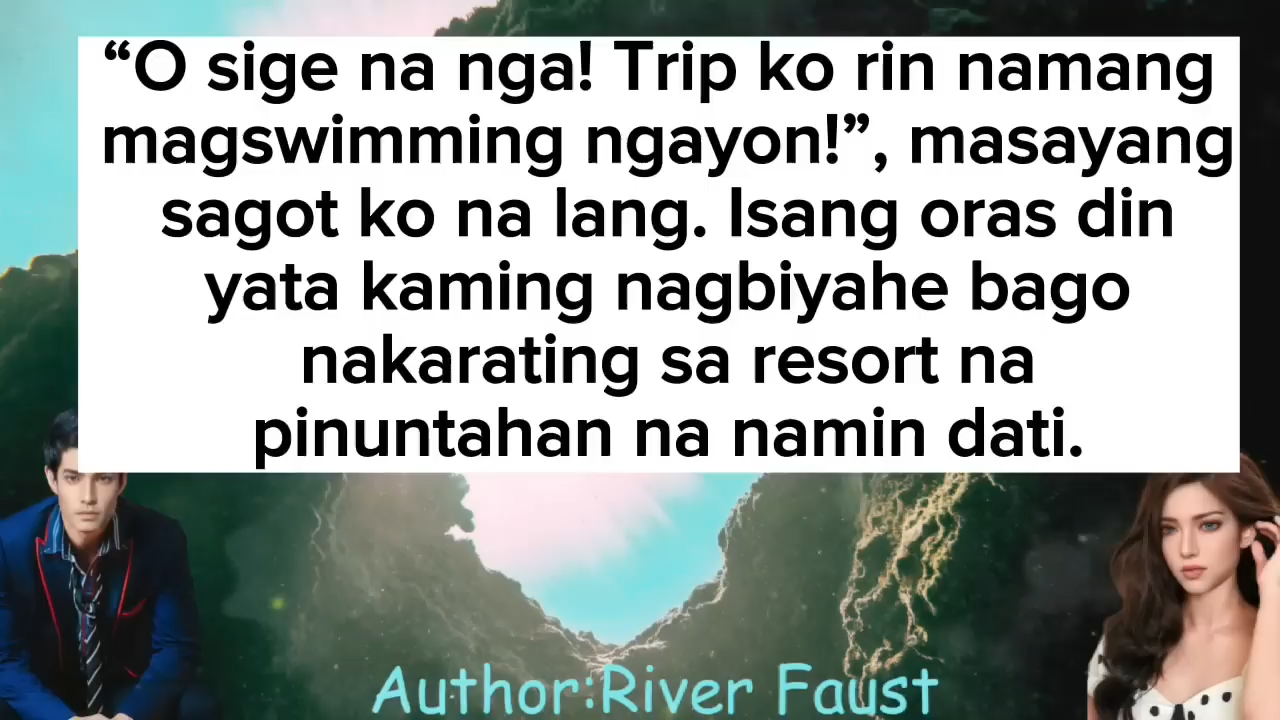 “O sige na nga! Trip ko rin namang
magswimming ngayon!”, masayang
sagot ko na lang. Isang oras din
yata kaming nagbiyahe bago
nakarating sa resort na
pinuntahan na namin dati.
Author:River Faust